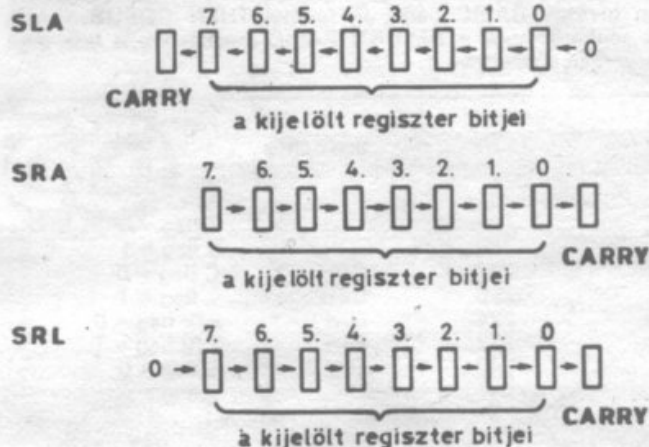 SLA 7. 6. 5. 4. 3. 2. 1. 0
0
CARRY
a kijelölt regiszter bitjei
SRA 7. 6. 5. 4. 3. 2. 1. 0
CARRY
a kijelölt regiszter bitjei
SRL 7. 6. 5. 4. 3. 2. 1. 0
0
CARRY
a kijelölt regiszter bitjei